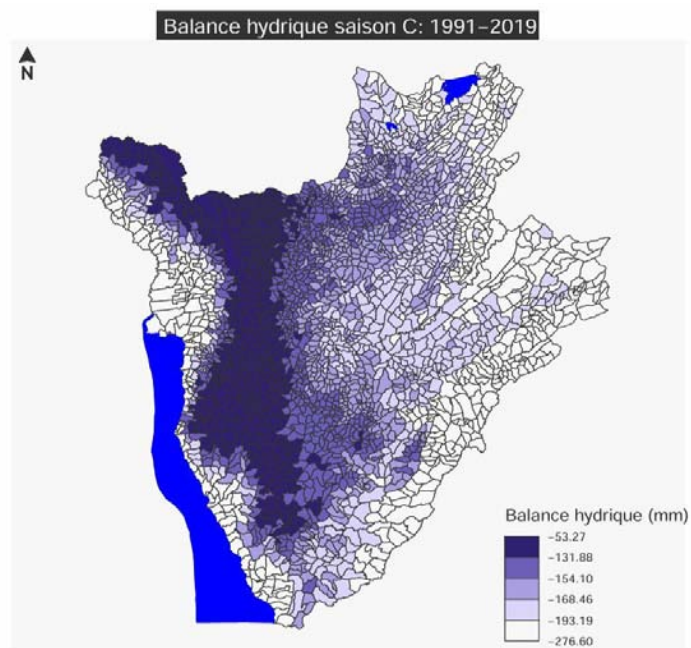 Balance hydrique saison C: 1991–2019
N
Balance hydrique (mm)
−53.27
−131.88
−154.10
−168.46
−193.19
−276.60